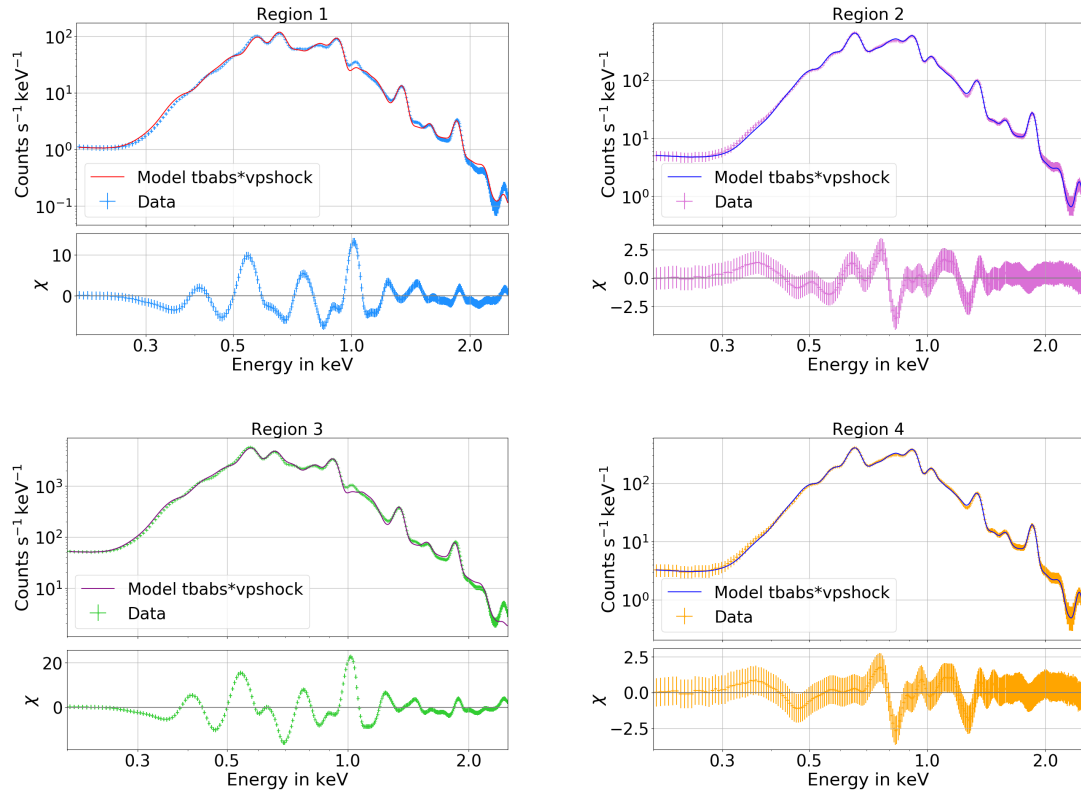 Region 1
Counts s⁻¹ keV⁻¹
10²
10¹
10⁰
10⁻¹
Model tbabs*vpshock
Data
χ
10
0
0.3 0.5 1.0 2.0
Energy in keV
Region 2
Counts s⁻¹ keV⁻¹
10²
10¹
10⁰
Model tbabs*vpshock
Data
χ
2.5
0.0
−2.5
0.3 0.5 1.0 2.0
Energy in keV
Region 3
Counts s⁻¹ keV⁻¹
10³
10²
10¹
Model tbabs*vpshock
Data
χ
20
0
0.3 0.5 1.0 2.0
Energy in keV
Region 4
Counts s⁻¹ keV⁻¹
10²
10¹
10⁰
Model tbabs*vpshock
Data
χ
2.5
0.0
−2.5
0.3 0.5 1.0 2.0
Energy in keV